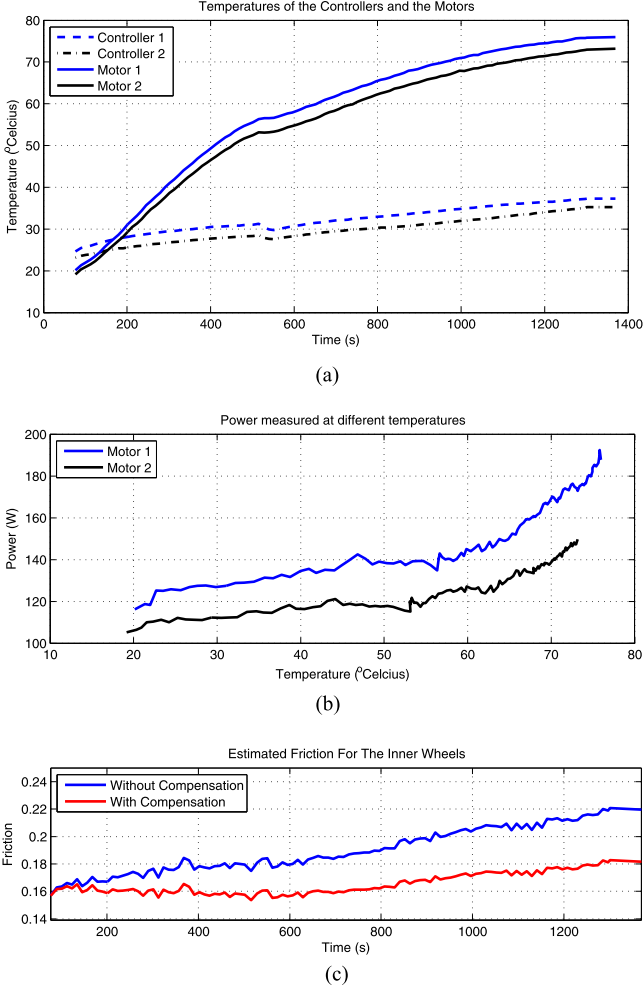 Temperatures of the Controllers and the Motors
80
70
60
50
40
30
20
10
Temperature (ºCelcius)
Controller 1
Controller 2
Motor 1
Motor 2
0 200 400 600 800 1000 1200 1400
Time (s)
(a)
Power measured at different temperatures
200
180
160
140
120
100
Power (W)
Motor 1
Motor 2
10 20 30 40 50 60 70 80
Temperature (ºCelcius)
(b)
Estimated Friction For The Inner Wheels
0.24
0.22
0.2
0.18
0.16
0.14
Friction
Without Compensation
With Compensation
200 400 600 800 1000 1200
Time (s)
(c)